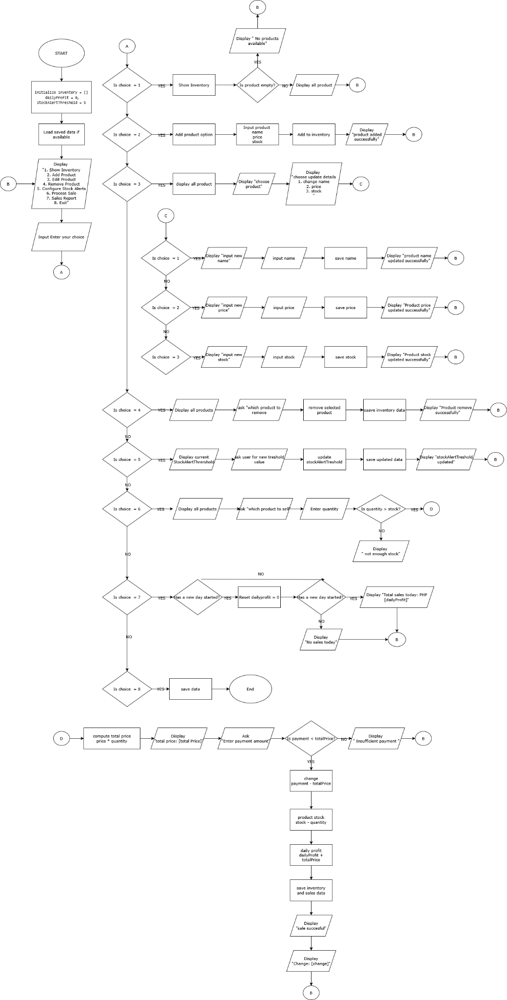 B
Display " No products
available"
YES
START
A
Initialize inventory = []
dailyProfit = 0,
stockAlertThreshold = 5
Is choice = 1
YES
Show Inventory
Is product empty?
NO
Display all product
B
Load saved data if
available
Is choice = 2
YES
Add product option
Input product
name
price
stock
Add to inventory
Display
"product added
successfully"
B
B
Display
"1. Show Inventory
2. Add Product
3. Edit Product
4. Remove Product
5. Configure Stock Alerts
6. Process Sale
7. Sales Report
8. Exit"
Is choice = 3
YES
display all product
Display "choose
product"
Display
"choose update details
1. change name
2. price
3. stock
"
C
Input Enter your choice
A
C
Is choice = 1
YES
Display "input new
name"
input name
save name
Display "product name
updated successfully"
B
NO
Is choice = 2
YES
Display "input new
price"
input price
save price
Display "Product price
updated successfully"
B
NO
Is choice = 3
YES
Display "input new
stock"
input stock
save stock
Display "Product stock
updated successfully"
B
Is choice = 4
YES
Display all products
ask "which product to
remove
remove selected
product
saave inventory data
Display "Product remove
successfully"
B
NO
Is choice = 5
YES
Display current
StockAlertThrershold
ask user for new treshold
value
update
stockAlertTreshold
save updated data
Display "stockAlertTreshold
updated"
B
NO
Is choice = 6
YES
Display all products
Ask "which product to sell"
Enter quantity
Is quantity > stock?
YES
D
NO
Display
" not enough stock"
NO
NO
Is choice = 7
YES
Has a new day started?
YES
Reset dailyprofit = 0
Has a new day started?
YES
Display "Total sales today: PHP
[dailyProfit]"
NO
Display
"No sales today"
B
NO
Is choice = 8
YES
save data
End
D
compute total price
price * quantity
Display
"total price: [total Price]"
Ask
"Enter payment amount"
Is payment < totalPrice?
NO
Display
" Insufficient payment "
B
YES
change
payment - totalPrice
product stock
stock - quantity
daily profit
dailyProfit +
totalPrice
save inventory
and sales data
Display
"sale succesful"
Display
"Change: [change]"
B